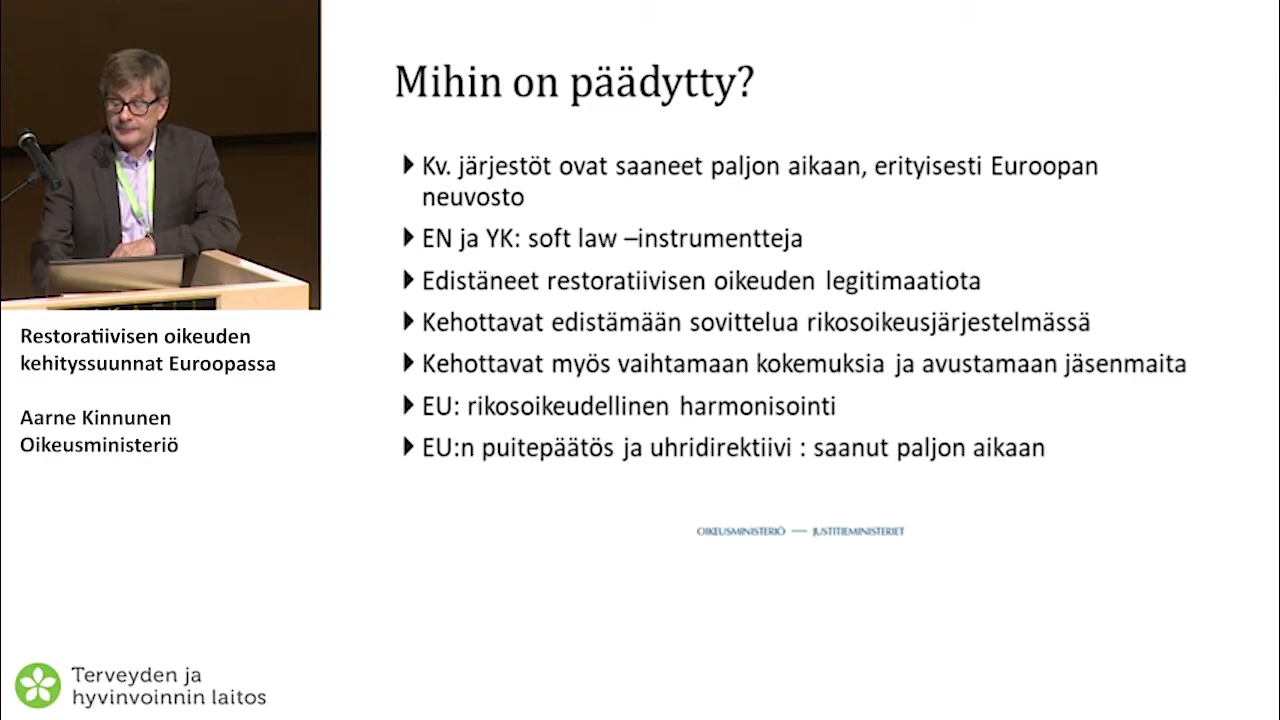 Mihin on päädytty?
Kv. järjestöt ovat saaneet paljon aikaan, erityisesti Euroopan
neuvosto
EN ja YK: soft law –instrumentteja
Edistäneet restoratiivisen oikeuden legitimaatiota
Kehottavat edistämään sovittelua rikosoikeusjärjestelmässä
Kehottavat myös vaihtamaan kokemuksia ja avustamaan jäsenmaita
EU: rikosoikeudellinen harmonisointi
EU:n puitepäätös ja uhridirektiivi : saanut paljon aikaan
OIKEUSMINISTERIÖ — JUSTITIEMINISTERIET
Restoratiivisen oikeuden
kehityssuunnat Euroopassa
Aarne Kinnunen
Oikeusministeriö
Terveyden ja
hyvinvoinnin laitos